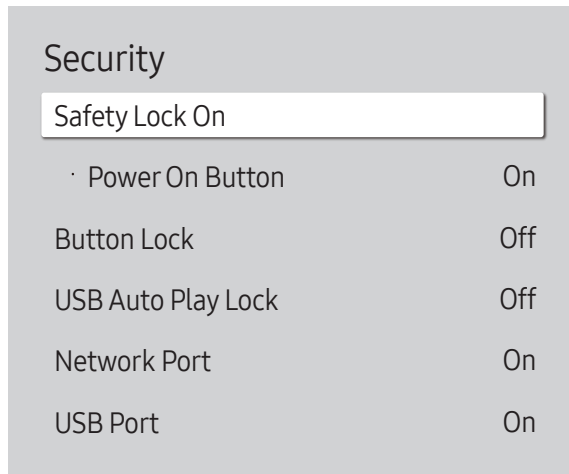 Security
Safety Lock On
· Power On Button On
Button Lock Off
USB Auto Play Lock Off
Network Port On
USB Port On